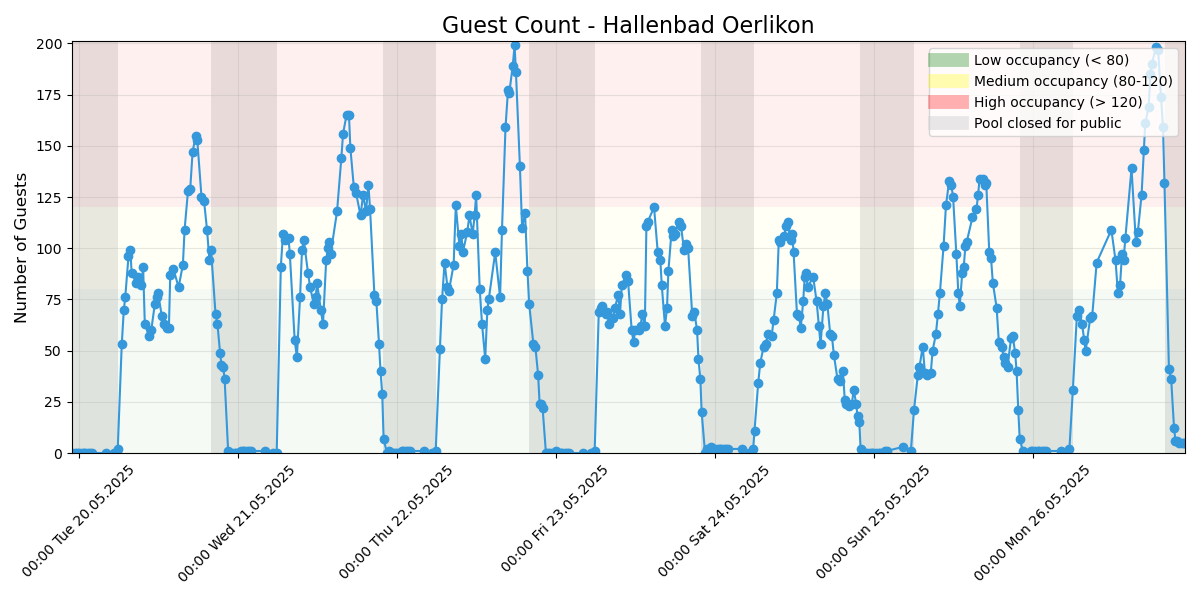 Guest Count - Hallenbad Oerlikon
Number of Guests
200
175
150
125
100
75
50
25
0
Low occupancy (< 80)
Medium occupancy (80-120)
High occupancy (> 120)
Pool closed for public
00:00 Tue 20.05.2025
00:00 Wed 21.05.2025
00:00 Thu 22.05.2025
00:00 Fri 23.05.2025
00:00 Sat 24.05.2025
00:00 Sun 25.05.2025
00:00 Mon 26.05.2025